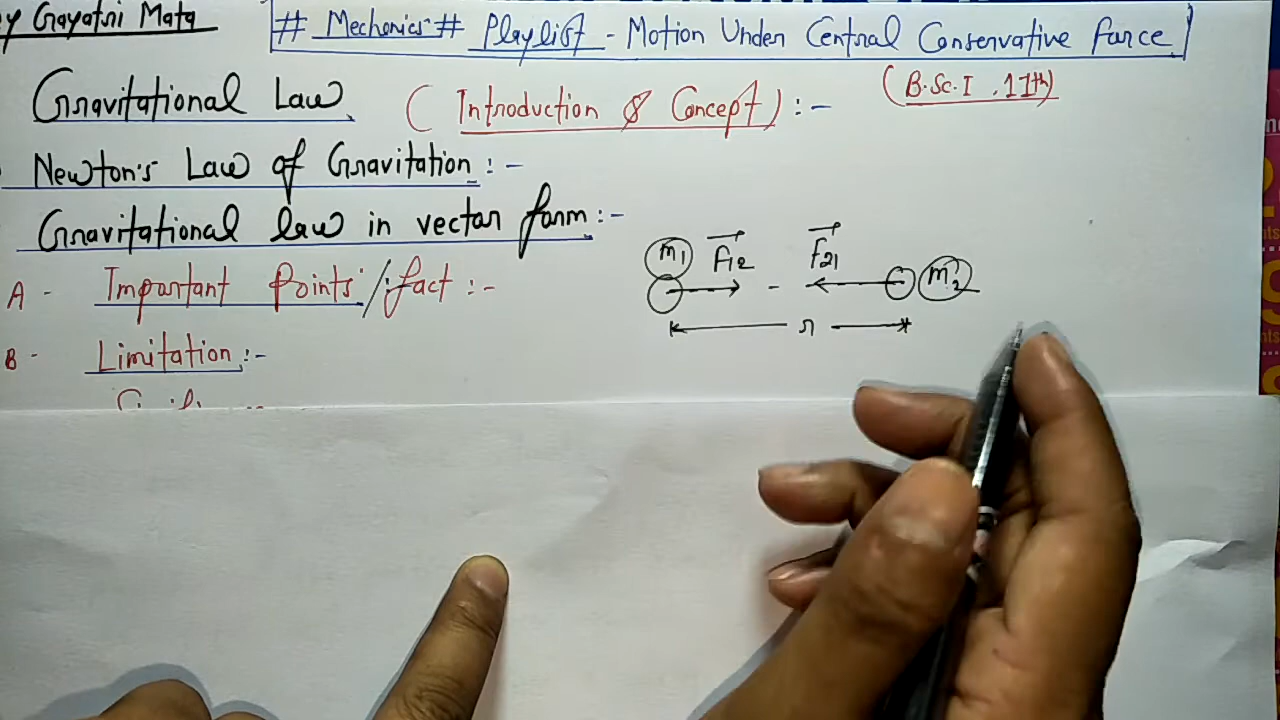 y Gayatri Mata
# Mechanics # Playlist - Motion Under Central Conservative Force
Gravitational Law ( Introduction & Concept ) :-
( B.Sc. I , 11th )
Newton's Law of Gravitation :-
Gravitational law in vector form :-
A - Important Points / fact :-
B - Limitation :-
m1 F12 F21 m2
r